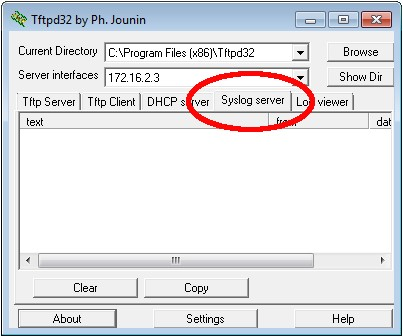 Tftpd32 by Ph. Jounin
Current Directory C:\Program Files (x86)\Tftpd32 Browse
Server interfaces 172.16.2.3 Show Dir
Tftp Server Tftp Client DHCP server Syslog server Log viewer
text from dat
Clear Copy
About Settings Help